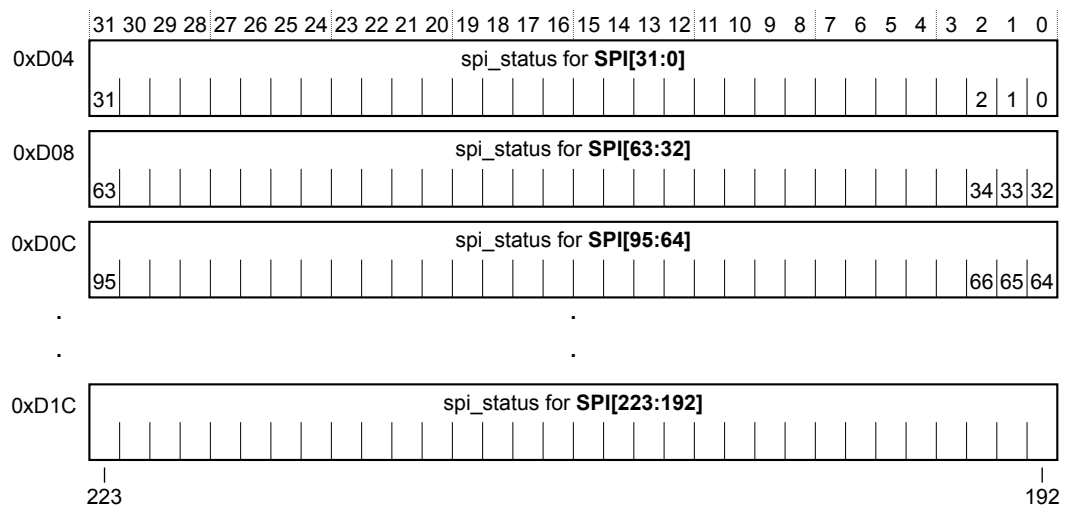 31 30 29 28 27 26 25 24 23 22 21 20 19 18 17 16 15 14 13 12 11 10 9 8 7 6 5 4 3 2 1 0
0xD04
spi_status for SPI[31:0]
31 2 1 0
0xD08
spi_status for SPI[63:32]
63 34 33 32
0xD0C
spi_status for SPI[95:64]
95 66 65 64
. .
. .
0xD1C
spi_status for SPI[223:192]
223 192